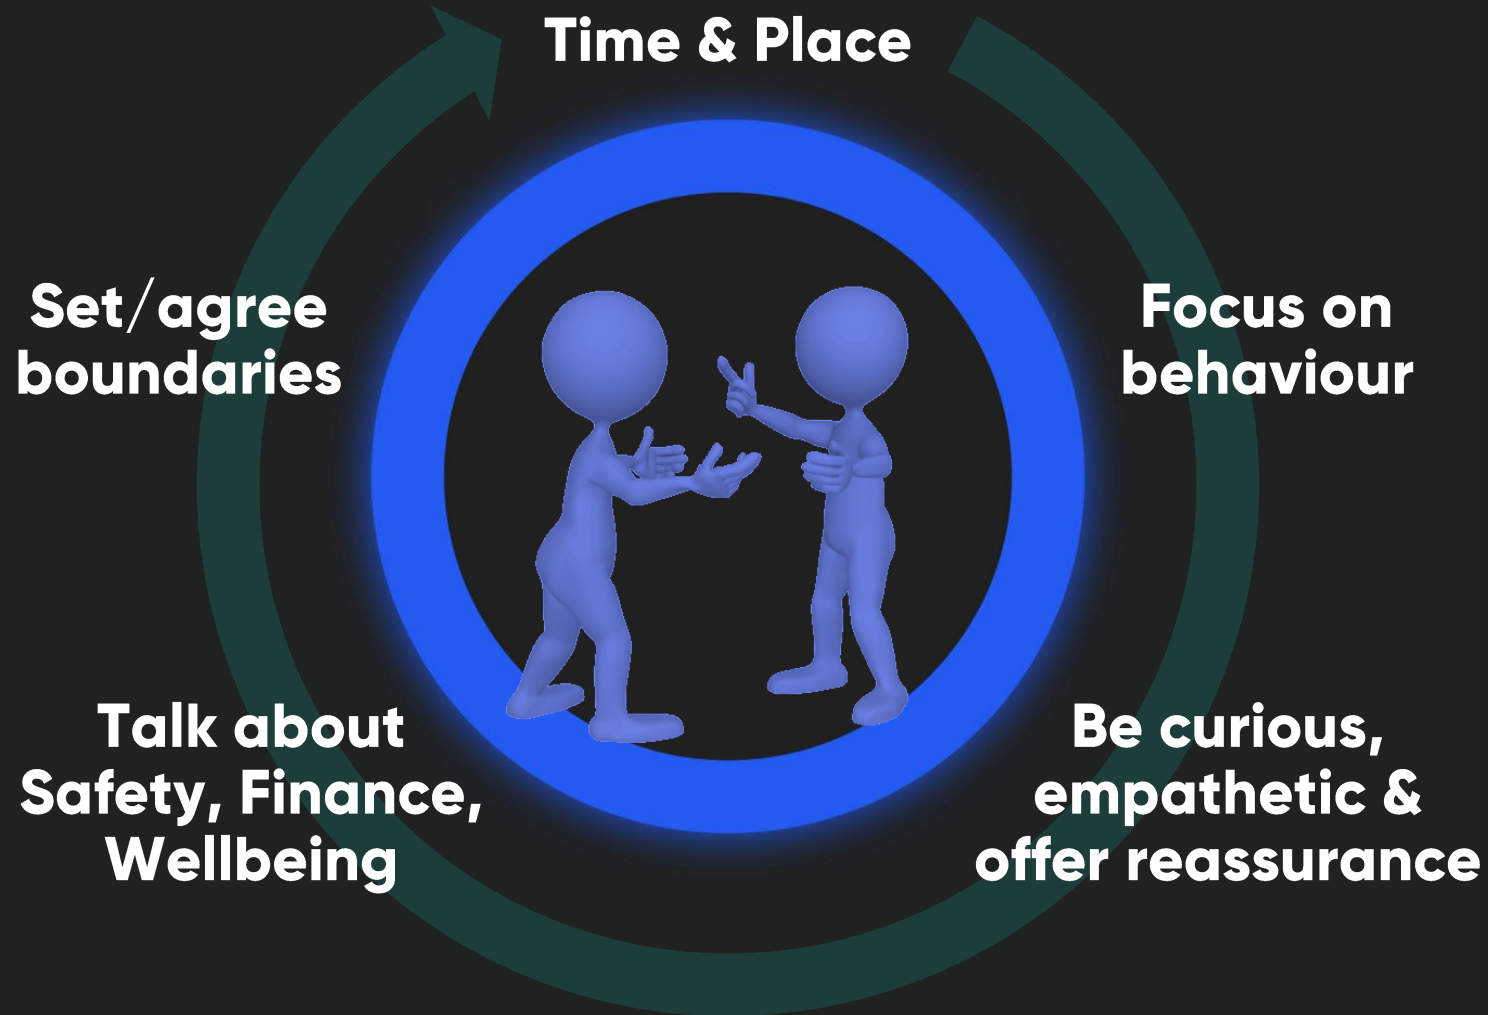 Time & Place
Focus on
behaviour
Be curious,
empathetic &
offer reassurance
Talk about
Safety, Finance,
Wellbeing
Set/agree
boundaries